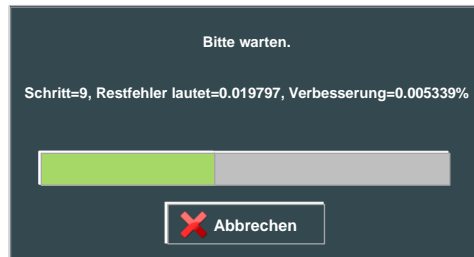 Bitte warten.
Schritt=9, Restfehler lautet=0.019797, Verbesserung=0.005339%
Abbrechen